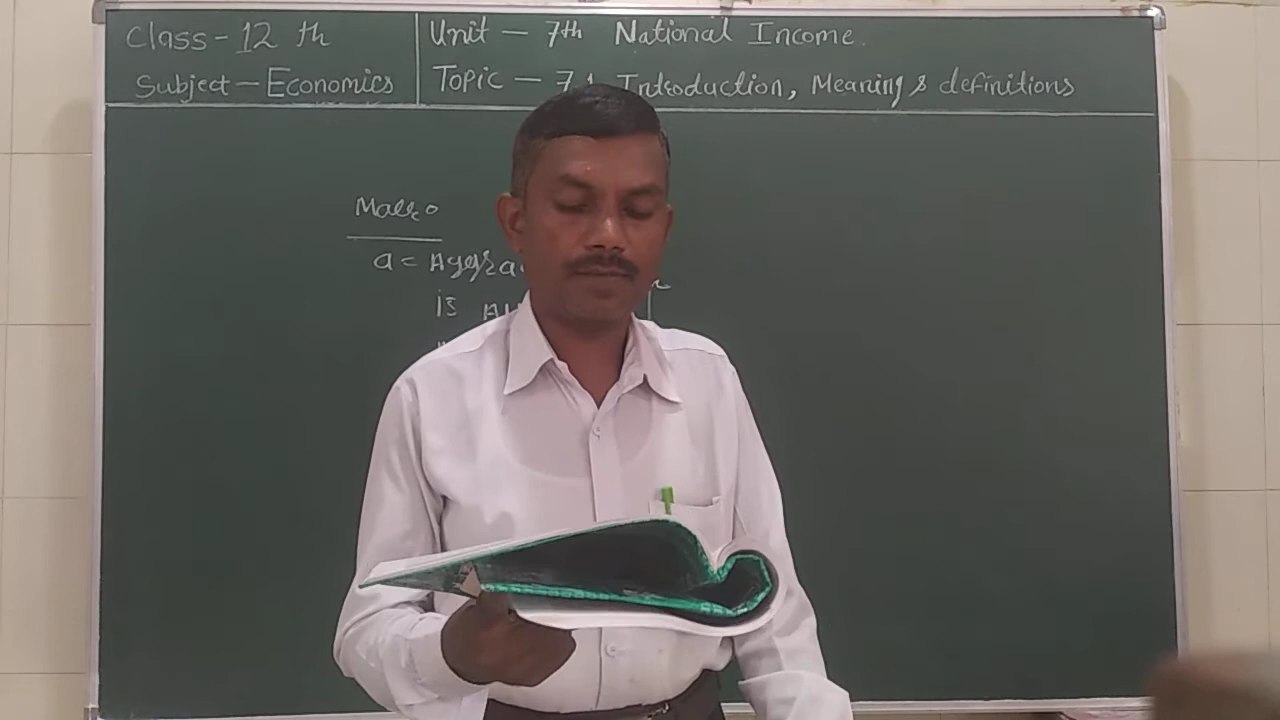 Class - 12 th
Subject - Economics
Unit - 7th National Income
Topic - 7.1 Introduction, Meaning & definitions
Macro
a = Aggra
is